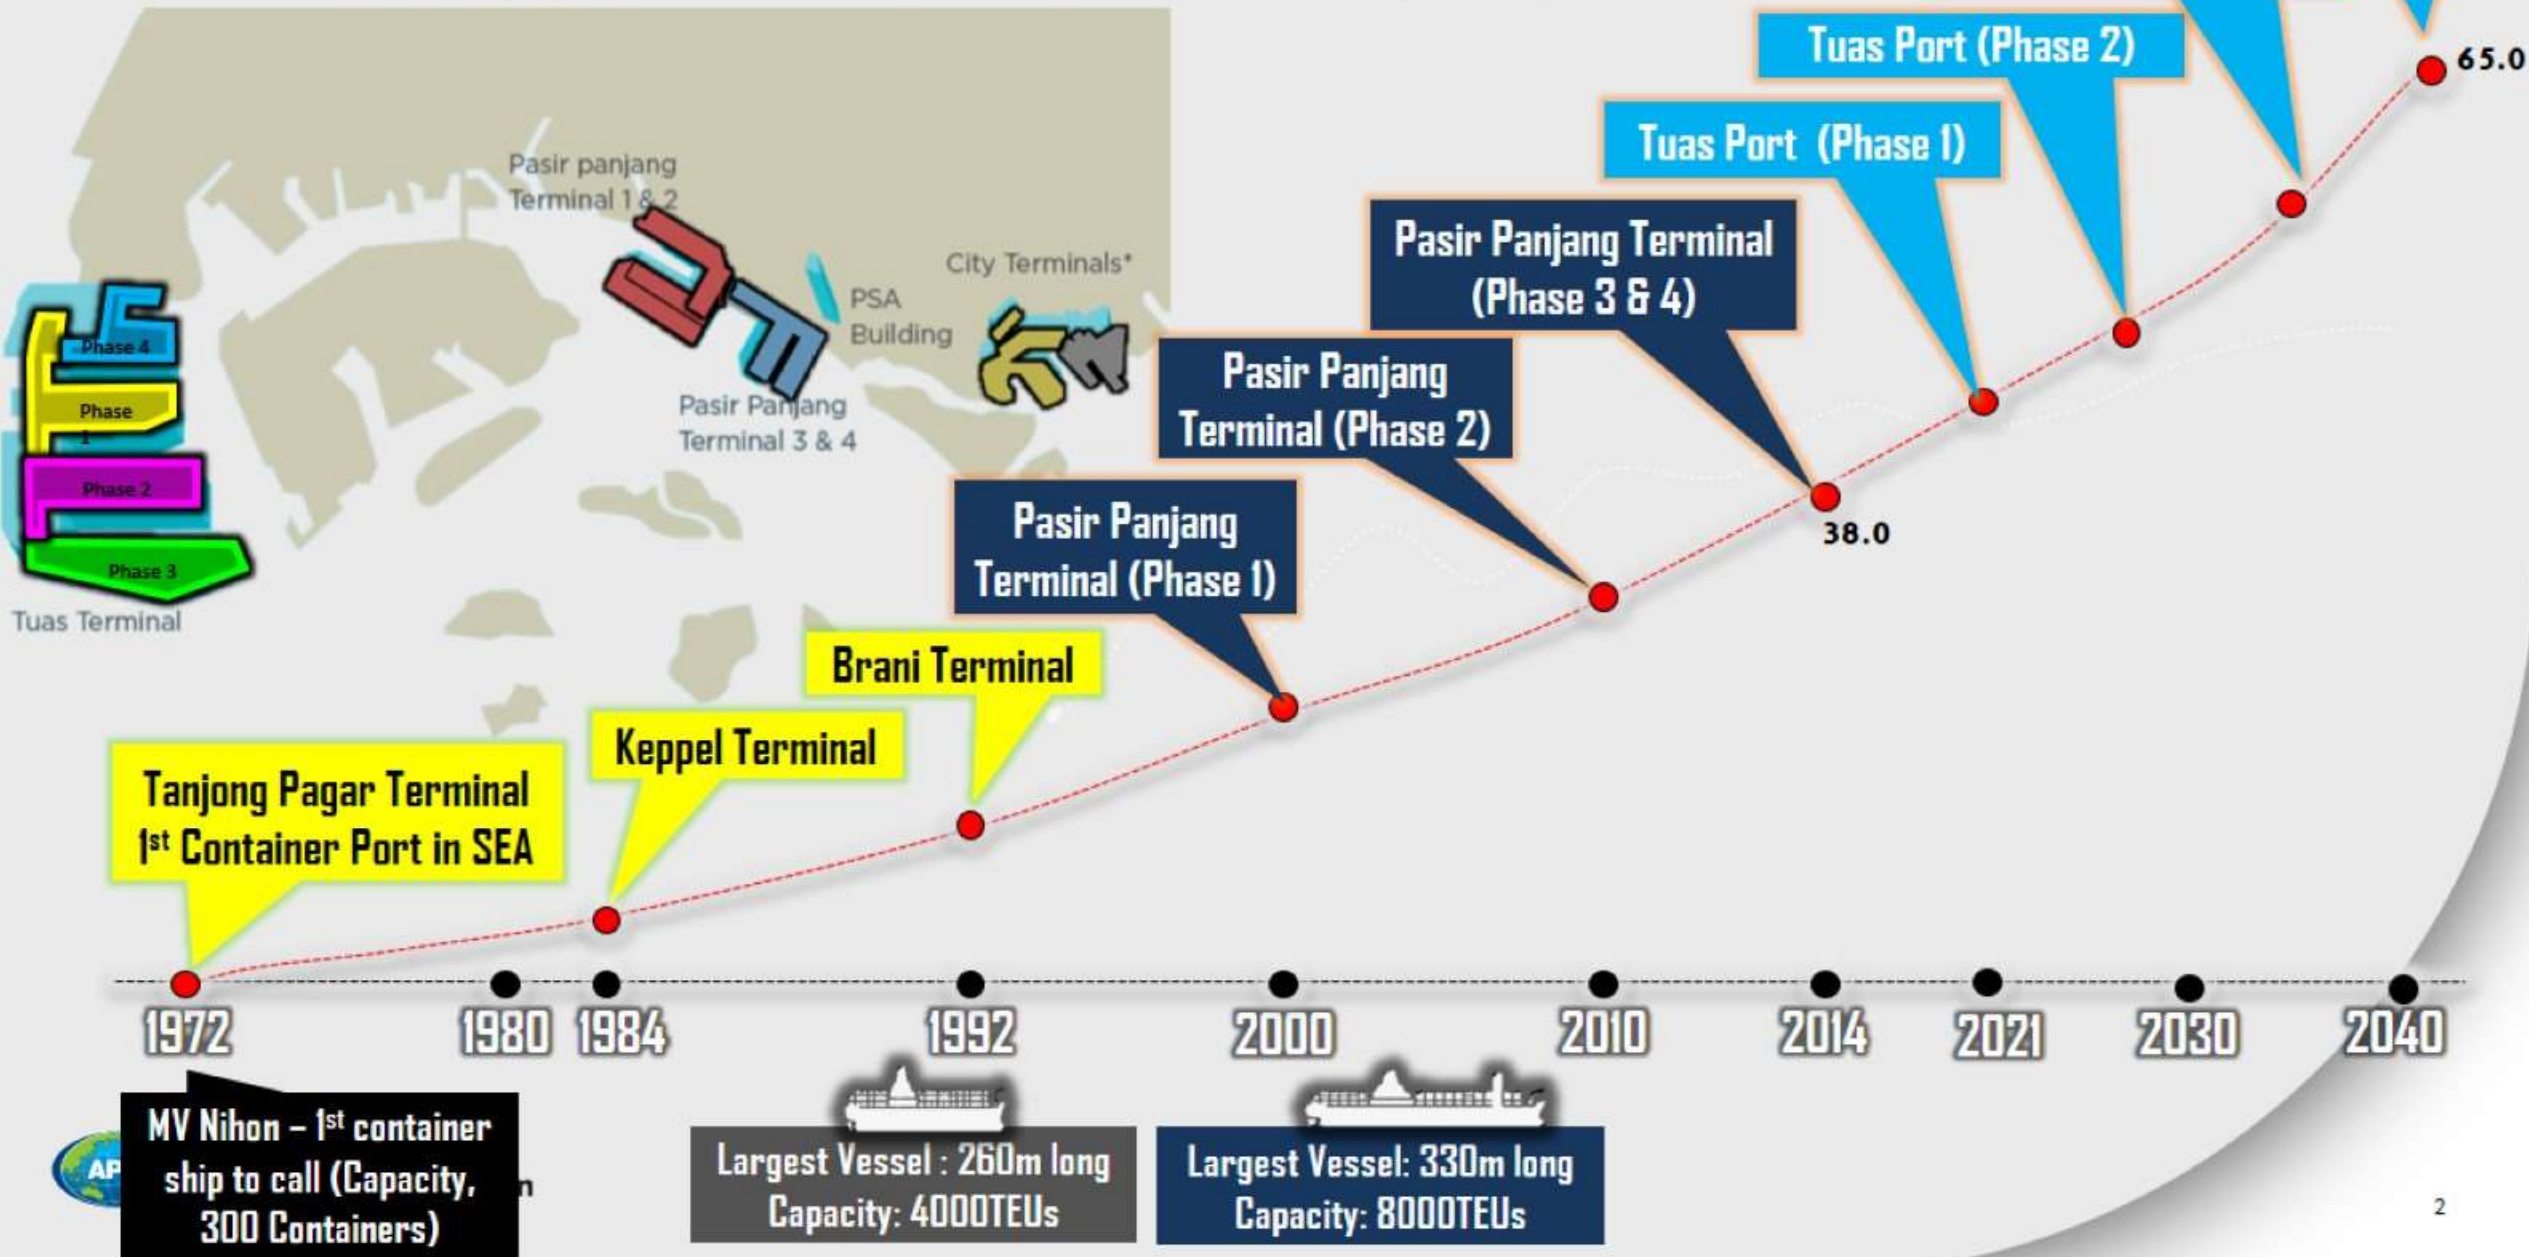 Tuas Port (Phase 2)
65.0
Tuas Port (Phase 1)
Pasir panjang
Terminal 1 & 2
Pasir Panjang Terminal
(Phase 3 & 4)
City Terminals*
PSA
Building
Phase 4
Phase
1
Pasir Panjang
Terminal 3 & 4
Pasir Panjang
Terminal (Phase 2)
Phase 2
Phase 3
Tuas Terminal
Pasir Panjang
Terminal (Phase 1)
38.0
Brani Terminal
Keppel Terminal
Tanjong Pagar Terminal
1st Container Port in SEA
1972 1980 1984 1992 2000 2010 2014 2021 2030 2040
MV Nihon – 1st container
ship to call (Capacity,
300 Containers)
AP
n
Largest Vessel : 260m long
Capacity: 4000TEUs
Largest Vessel: 330m long
Capacity: 8000TEUs
2